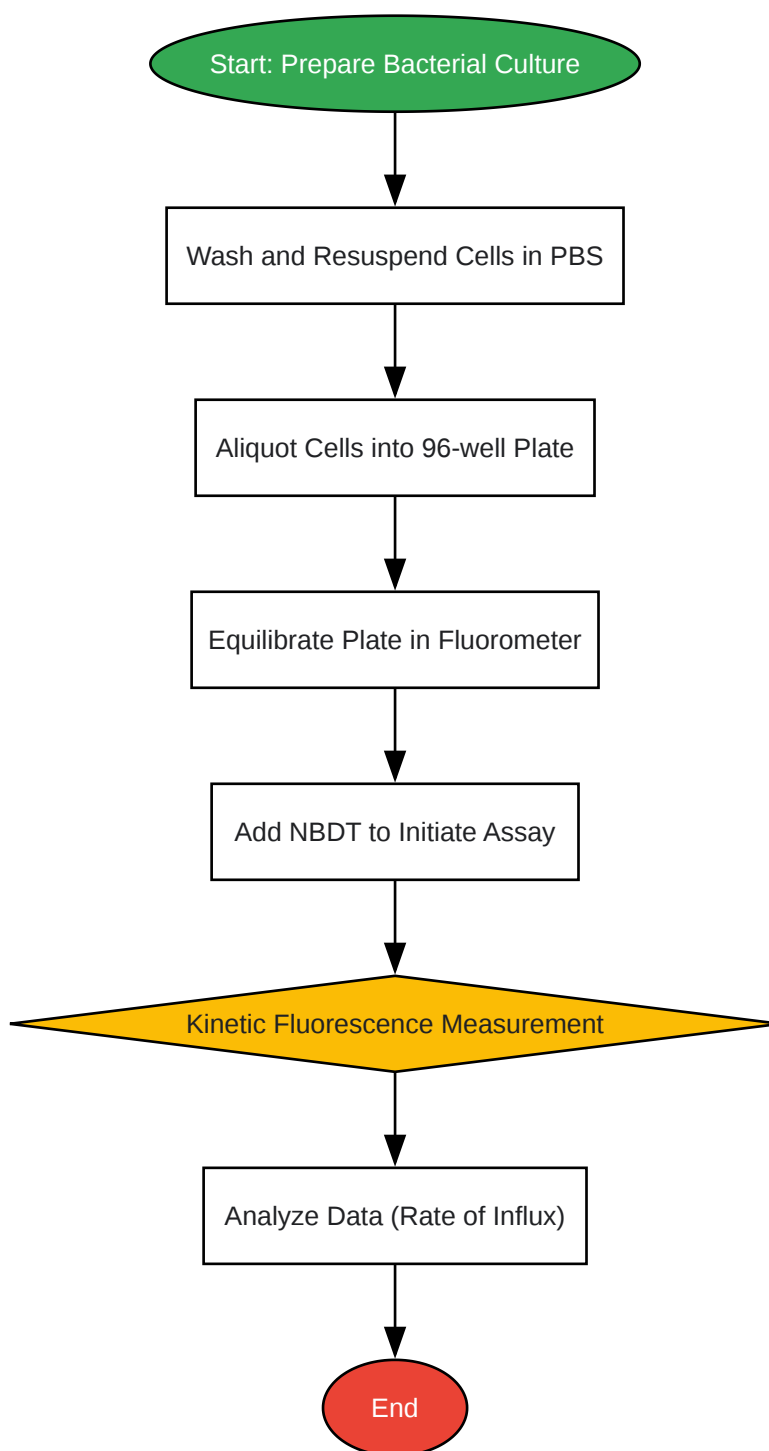 Start: Prepare Bacterial Culture
Wash and Resuspend Cells in PBS
Aliquot Cells into 96-well Plate
Equilibrate Plate in Fluorometer
Add NBDT to Initiate Assay
Kinetic Fluorescence Measurement
Analyze Data (Rate of Influx)
End